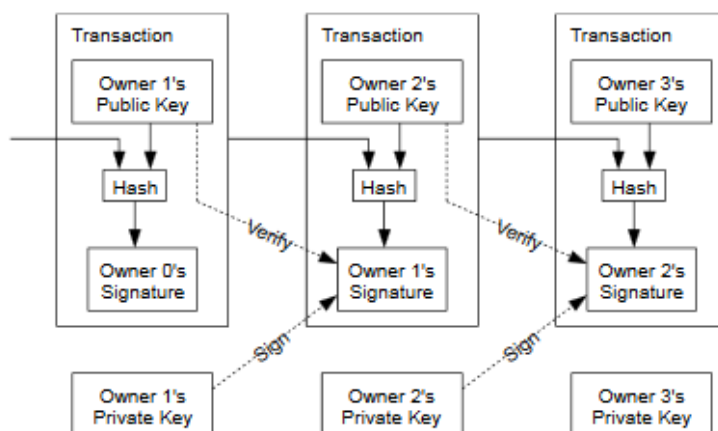 Transaction
Owner 1's
Public Key
Hash
Owner 0's
Signature
Transaction
Owner 2's
Public Key
Hash
Verify
Owner 1's
Signature
Transaction
Owner 3's
Public Key
Hash
Verify
Owner 2's
Signature
Owner 1's
Private Key
Sign
Owner 2's
Private Key
Sign
Owner 3's
Private Key